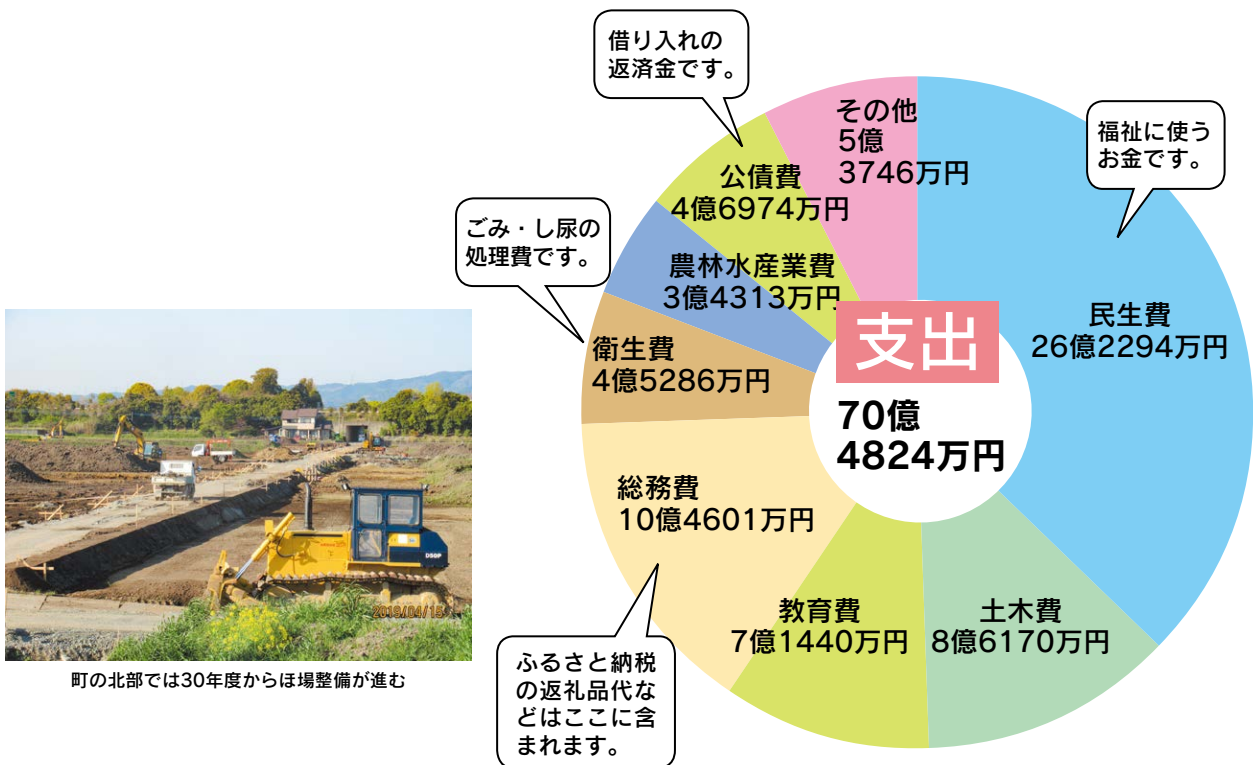 借り入れの
返済金です。
その他
5億
3746万円
福祉に使う
お金です。
公債費
4億6974万円
ごみ・し尿の
処理費です。
農林水産業費
3億4313万円
民生費
26億2294万円
衛生費
4億5286万円
支出
70億
4824万円
総務費
10億4601万円
教育費
7億1440万円
土木費
8億6170万円
ふるさと納税
の返礼品代な
どはここに含
まれます。
D50P
2019/04/15
町の北部では30年度からほ場整備が進む